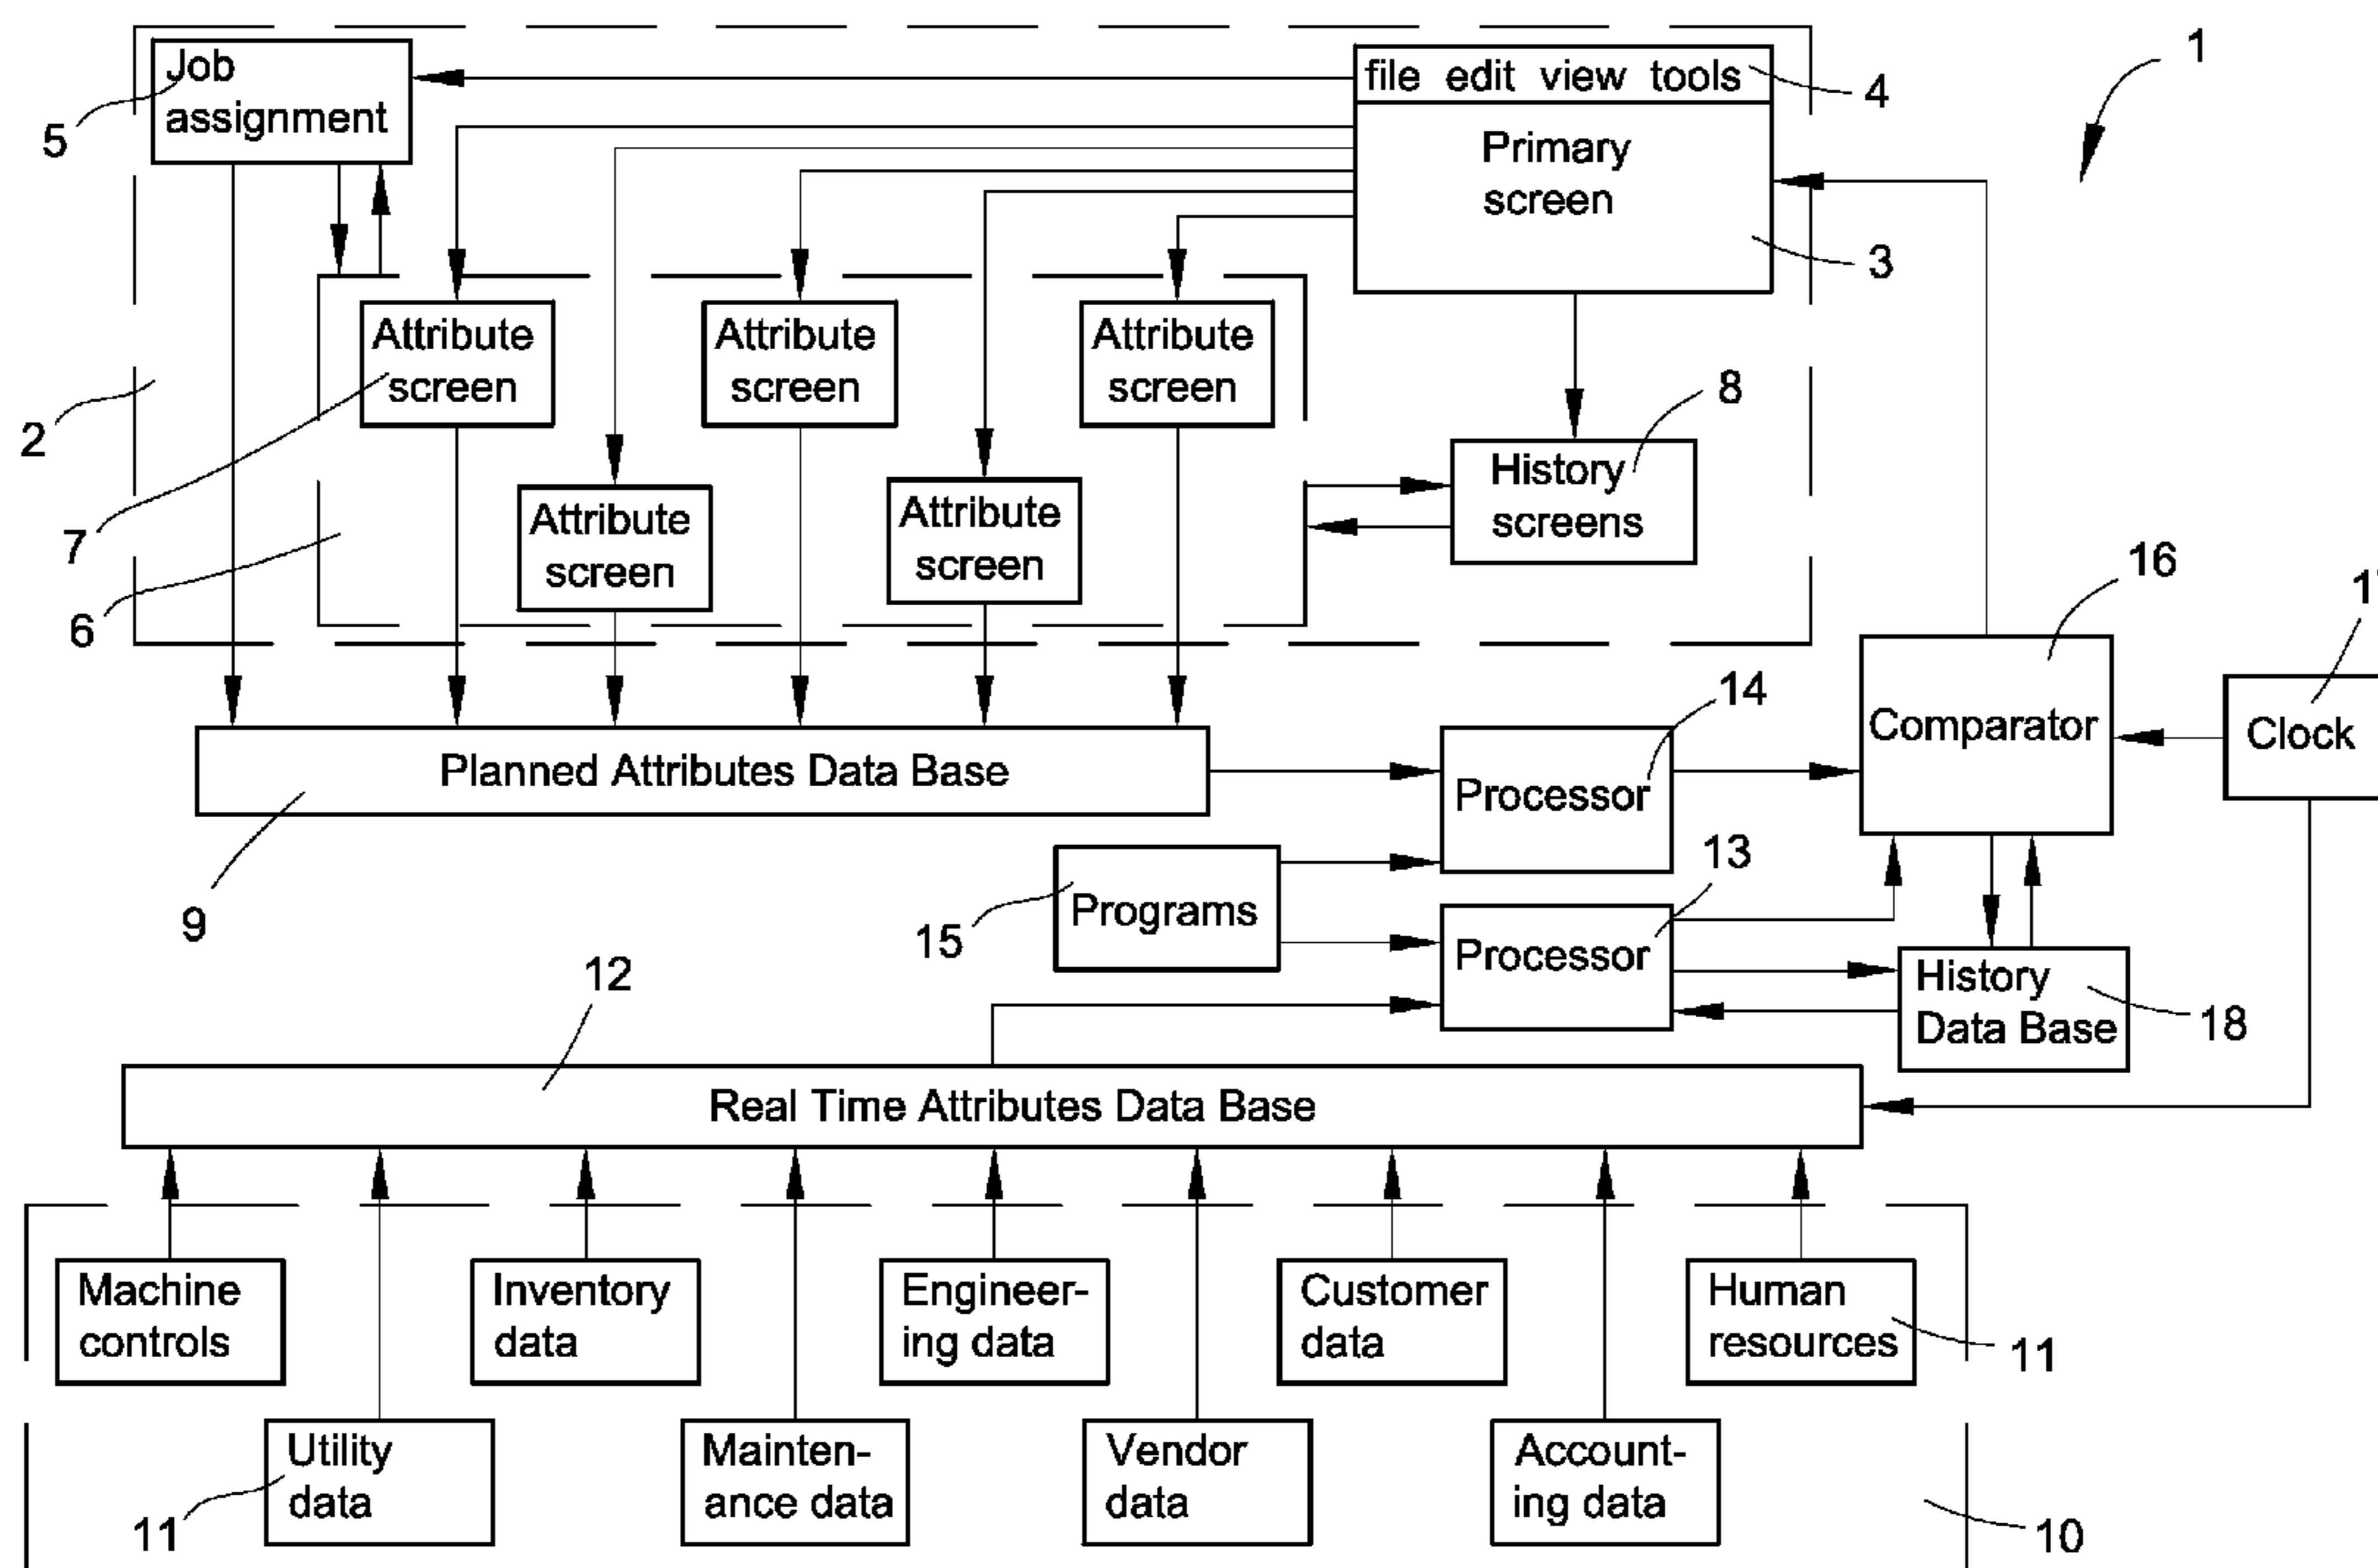 1
Job
assignment
5
file edit view tools
4
Primary
screen
3
Attribute
screen
Attribute
screen
Attribute
screen
2
7
6
Attribute
screen
Attribute
screen
8
History
screens
16
Comparator
Clock
Planned Attributes Data Base
9
14
Processor
13
Processor
15
Programs
History
Data Base
18
12
Real Time Attributes Data Base
Machine
controls
Inventory
data
Engineer-
ing data
Customer
data
Human
resources
11
Utility
data
11
Mainten-
ance data
Vendor
data
Account-
ing data
10